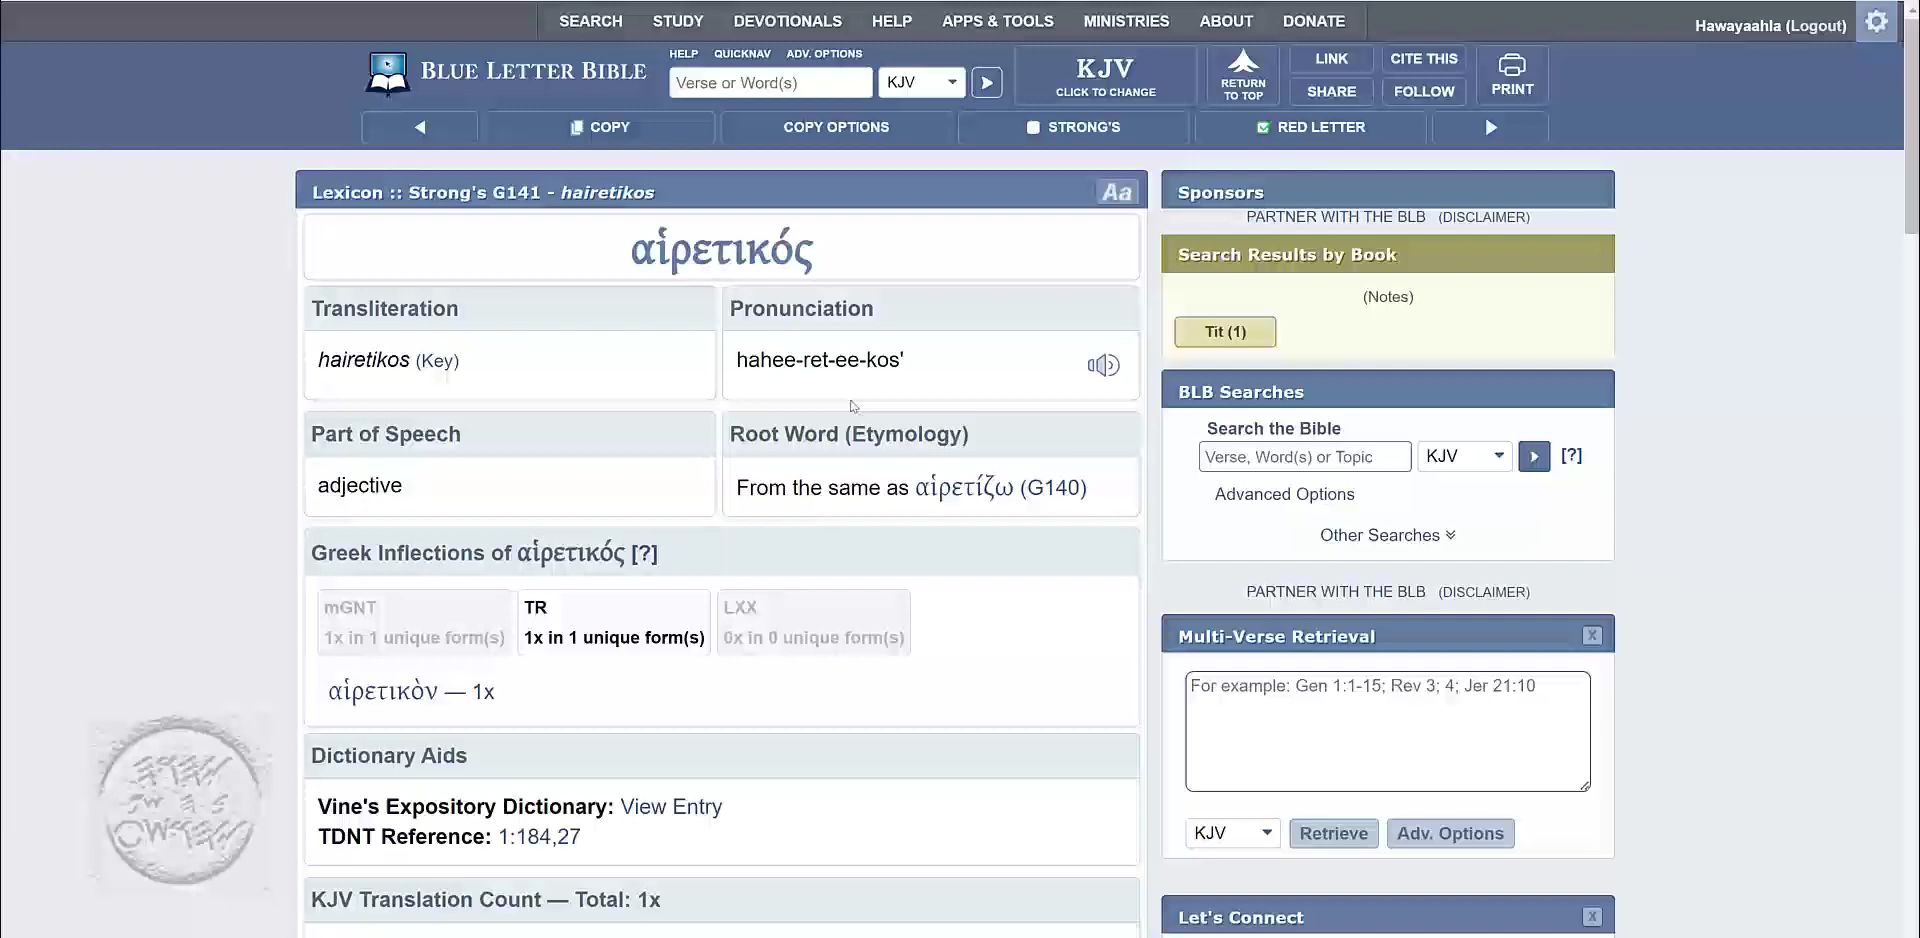 SEARCH STUDY DEVOTIONALS HELP APPS & TOOLS MINISTRIES ABOUT DONATE
Hawayaahla (Logout)
BLUE LETTER BIBLE
HELP QUICKNAV ADV. OPTIONS
Verse or Word(s) KJV
KJV
CLICK TO CHANGE
RETURN
TO TOP
LINK
SHARE
CITE THIS
FOLLOW
PRINT
COPY COPY OPTIONS STRONG'S RED LETTER
Lexicon :: Strong's G141 - hairetikos Aa
αἱρετικός
Transliteration
hairetikos (Key)
Pronunciation
hahee-ret-ee-kos'
Part of Speech
adjective
Root Word (Etymology)
From the same as αἱρετίζω (G140)
Greek Inflections of αἱρετικός [?]
mGNT
1x in 1 unique form(s)
TR
1x in 1 unique form(s)
LXX
0x in 0 unique form(s)
αἱρετικὸν — 1x
Dictionary Aids
Vine's Expository Dictionary: View Entry
TDNT Reference: 1:184,27
KJV Translation Count — Total: 1x
Sponsors
PARTNER WITH THE BLB (DISCLAIMER)
Search Results by Book
(Notes)
Tit (1)
BLB Searches
Search the Bible
Verse, Word(s) or Topic KJV [?]
Advanced Options
Other Searches
PARTNER WITH THE BLB (DISCLAIMER)
Multi-Verse Retrieval X
For example: Gen 1:1-15; Rev 3; 4; Jer 21:10
KJV Retrieve Adv. Options
Let's Connect X